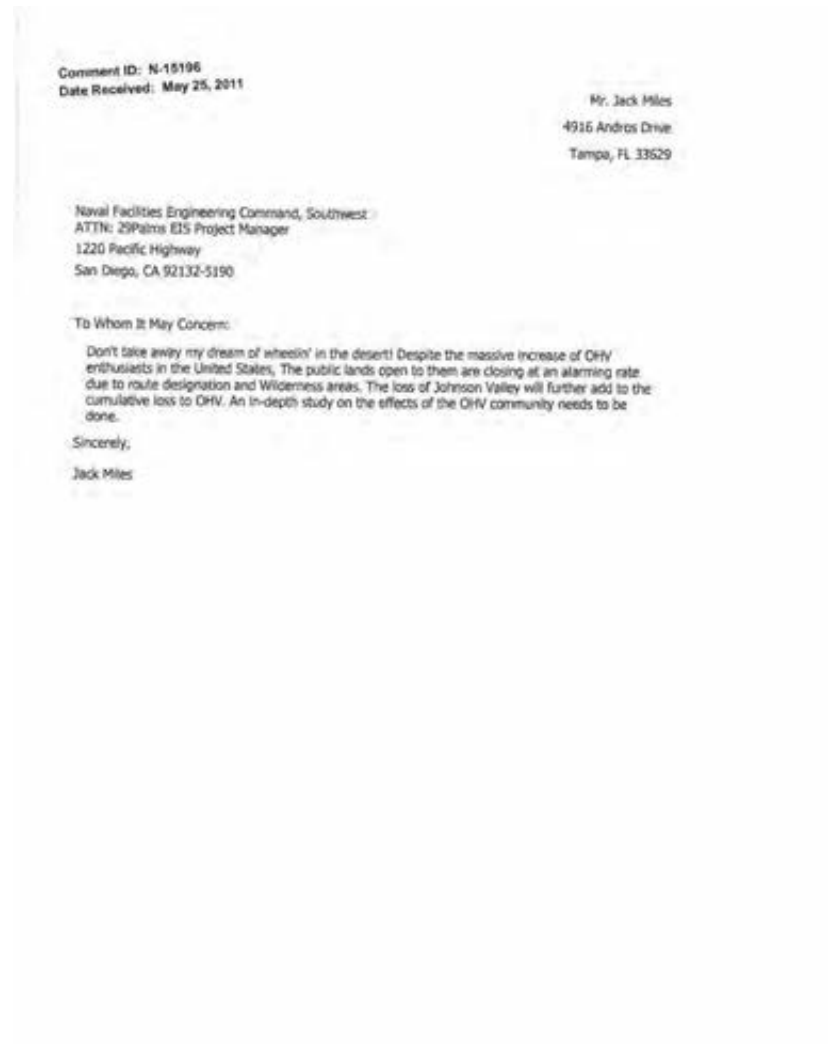 Comment ID: N-15196
Date Received: May 25, 2011
Mr. Jack Miles
4916 Andros Drive
Tampa, FL 33629
Naval Facilities Engineering Command, Southwest
ATTN: 29Palms EIS Project Manager
1220 Pacific Highway
San Diego, CA 92132-5190
To Whom It May Concern:
Don't take away my dream of wheelin' in the desert! Despite the massive increase of OHV
enthusiasts in the United States, The public lands open to them are closing at an alarming rate
due to route designation and Wilderness areas. The loss of Johnson Valley will further add to the
cumulative loss to OHV. An in-depth study on the effects of the OHV community needs to be
done.
Sincerely,
Jack Miles